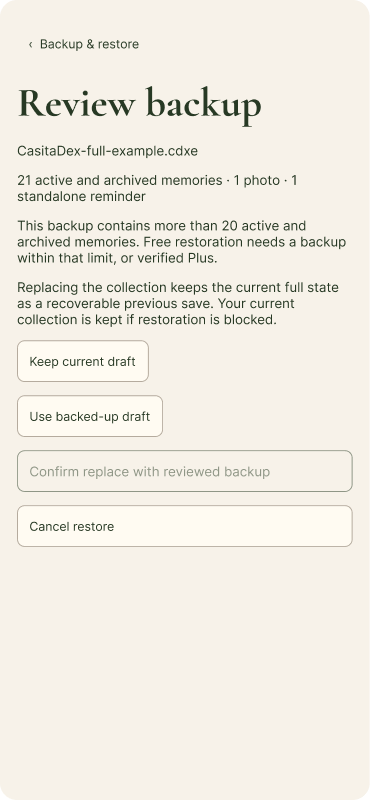 ‹ Backup & restore
Review backup
CasitaDex-full-example.cdxe
21 active and archived memories · 1 photo · 1
standalone reminder
This backup contains more than 20 active and
archived memories. Free restoration needs a backup
within that limit, or verified Plus.
Replacing the collection keeps the current full state
as a recoverable previous save. Your current
collection is kept if restoration is blocked.
Keep current draft
Use backed-up draft
Confirm replace with reviewed backup
Cancel restore